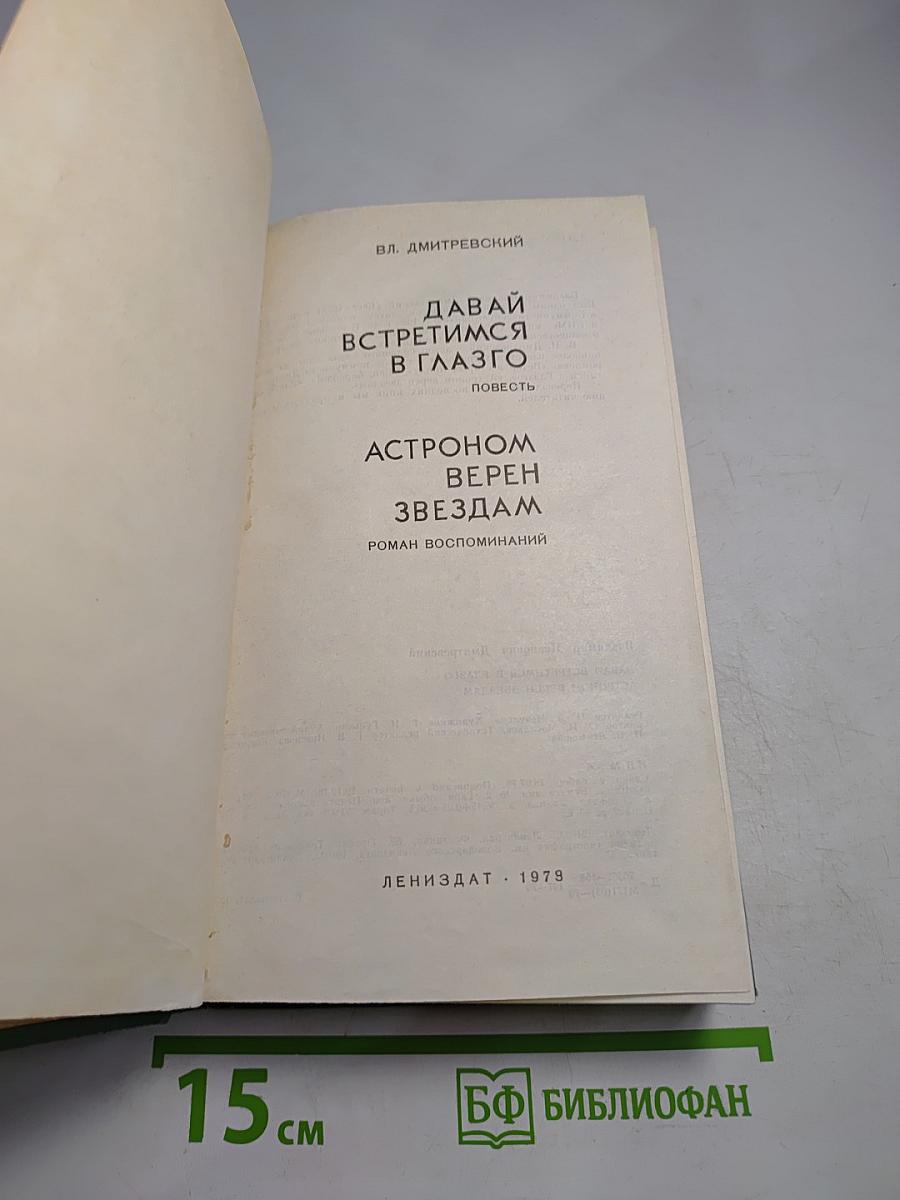 ВЛ. ДМИТРЕВСКИЙ
ДАВАЙ
ВСТРЕТИМСЯ
В ГЛАЗГО
ПОВЕСТЬ
АСТРОНОМ
ВЕРЕН
ЗВЕЗДАМ
РОМАН ВОСПОМИНАНИЙ
ЛЕНИЗДАТ · 1979
15 см
БФ БИБЛИОФАН